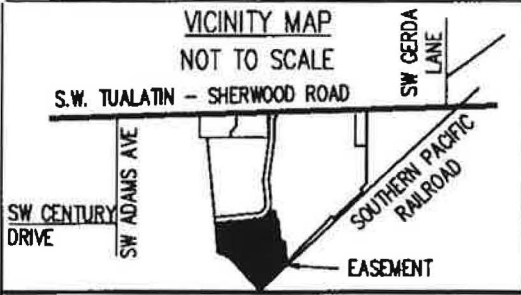 VICINITY MAP
NOT TO SCALE
SW GERDA
LANE
S.W. TUALATIN - SHERWOOD ROAD
SW ADAMS AVE
SW CENTURY
DRIVE
SOUTHERN PACIFIC
RAILROAD
EASEMENT